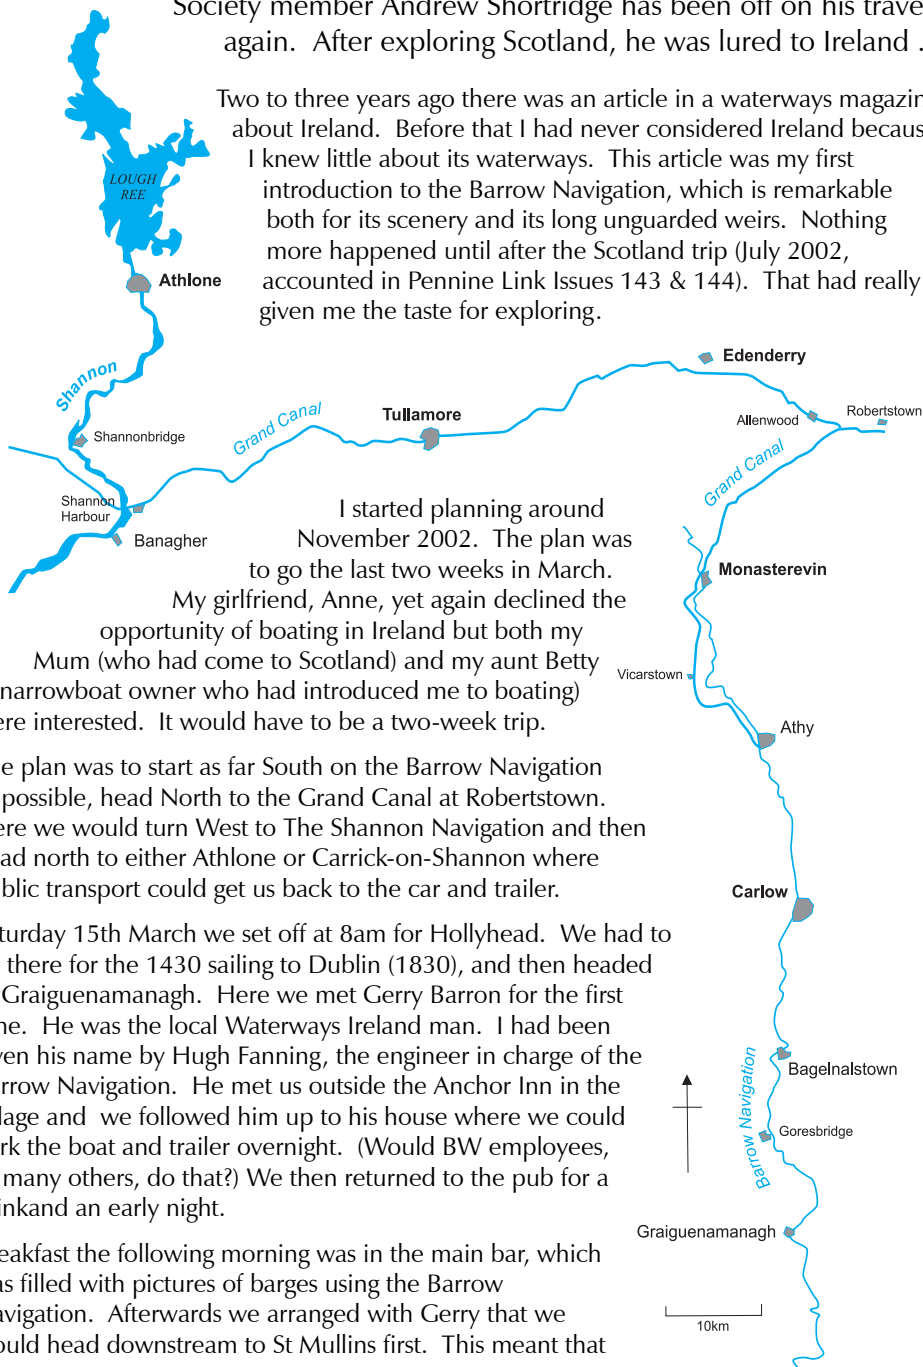 Society member Andrew Shortridge has been off on his trave
again. After exploring Scotland, he was lured to Ireland .
Two to three years ago there was an article in a waterways magazin
about Ireland. Before that I had never considered Ireland becaus
I knew little about its waterways. This article was my first
introduction to the Barrow Navigation, which is remarkable
both for its scenery and its long unguarded weirs. Nothing
more happened until after the Scotland trip (July 2002,
accounted in Pennine Link Issues 143 & 144). That had really
given me the taste for exploring.
LOUGH
REE
Athlone
Shannon
Shannonbridge
Grand Canal
Tullamore
Edenderry
Allenwood
Robertstown
Grand Canal
Shannon
Harbour
Banagher
Monasterevin
Vicarstown
Athy
Carlow
Bagelnalstown
Barrow Navigation
Goresbridge
Graiguenamanagh
10km
I started planning around
November 2002. The plan was
to go the last two weeks in March.
My girlfriend, Anne, yet again declined the
opportunity of boating in Ireland but both my
Mum (who had come to Scotland) and my aunt Betty
narrowboat owner who had introduced me to boating)
ere interested. It would have to be a two-week trip.
e plan was to start as far South on the Barrow Navigation
possible, head North to the Grand Canal at Robertstown.
ere we would turn West to The Shannon Navigation and then
ad north to either Athlone or Carrick-on-Shannon where
blic transport could get us back to the car and trailer.
turday 15th March we set off at 8am for Hollyhead. We had to
there for the 1430 sailing to Dublin (1830), and then headed
Graiguenamanagh. Here we met Gerry Barron for the first
ne. He was the local Waterways Ireland man. I had been
ven his name by Hugh Fanning, the engineer in charge of the
arrow Navigation. He met us outside the Anchor Inn in the
lage and we followed him up to his house where we could
rk the boat and trailer overnight. (Would BW employees,
many others, do that?) We then returned to the pub for a
inkand an early night.
eakfast the following morning was in the main bar, which
as filled with pictures of barges using the Barrow
avigation. Afterwards we arranged with Gerry that we
ould head downstream to St Mullins first. This meant that